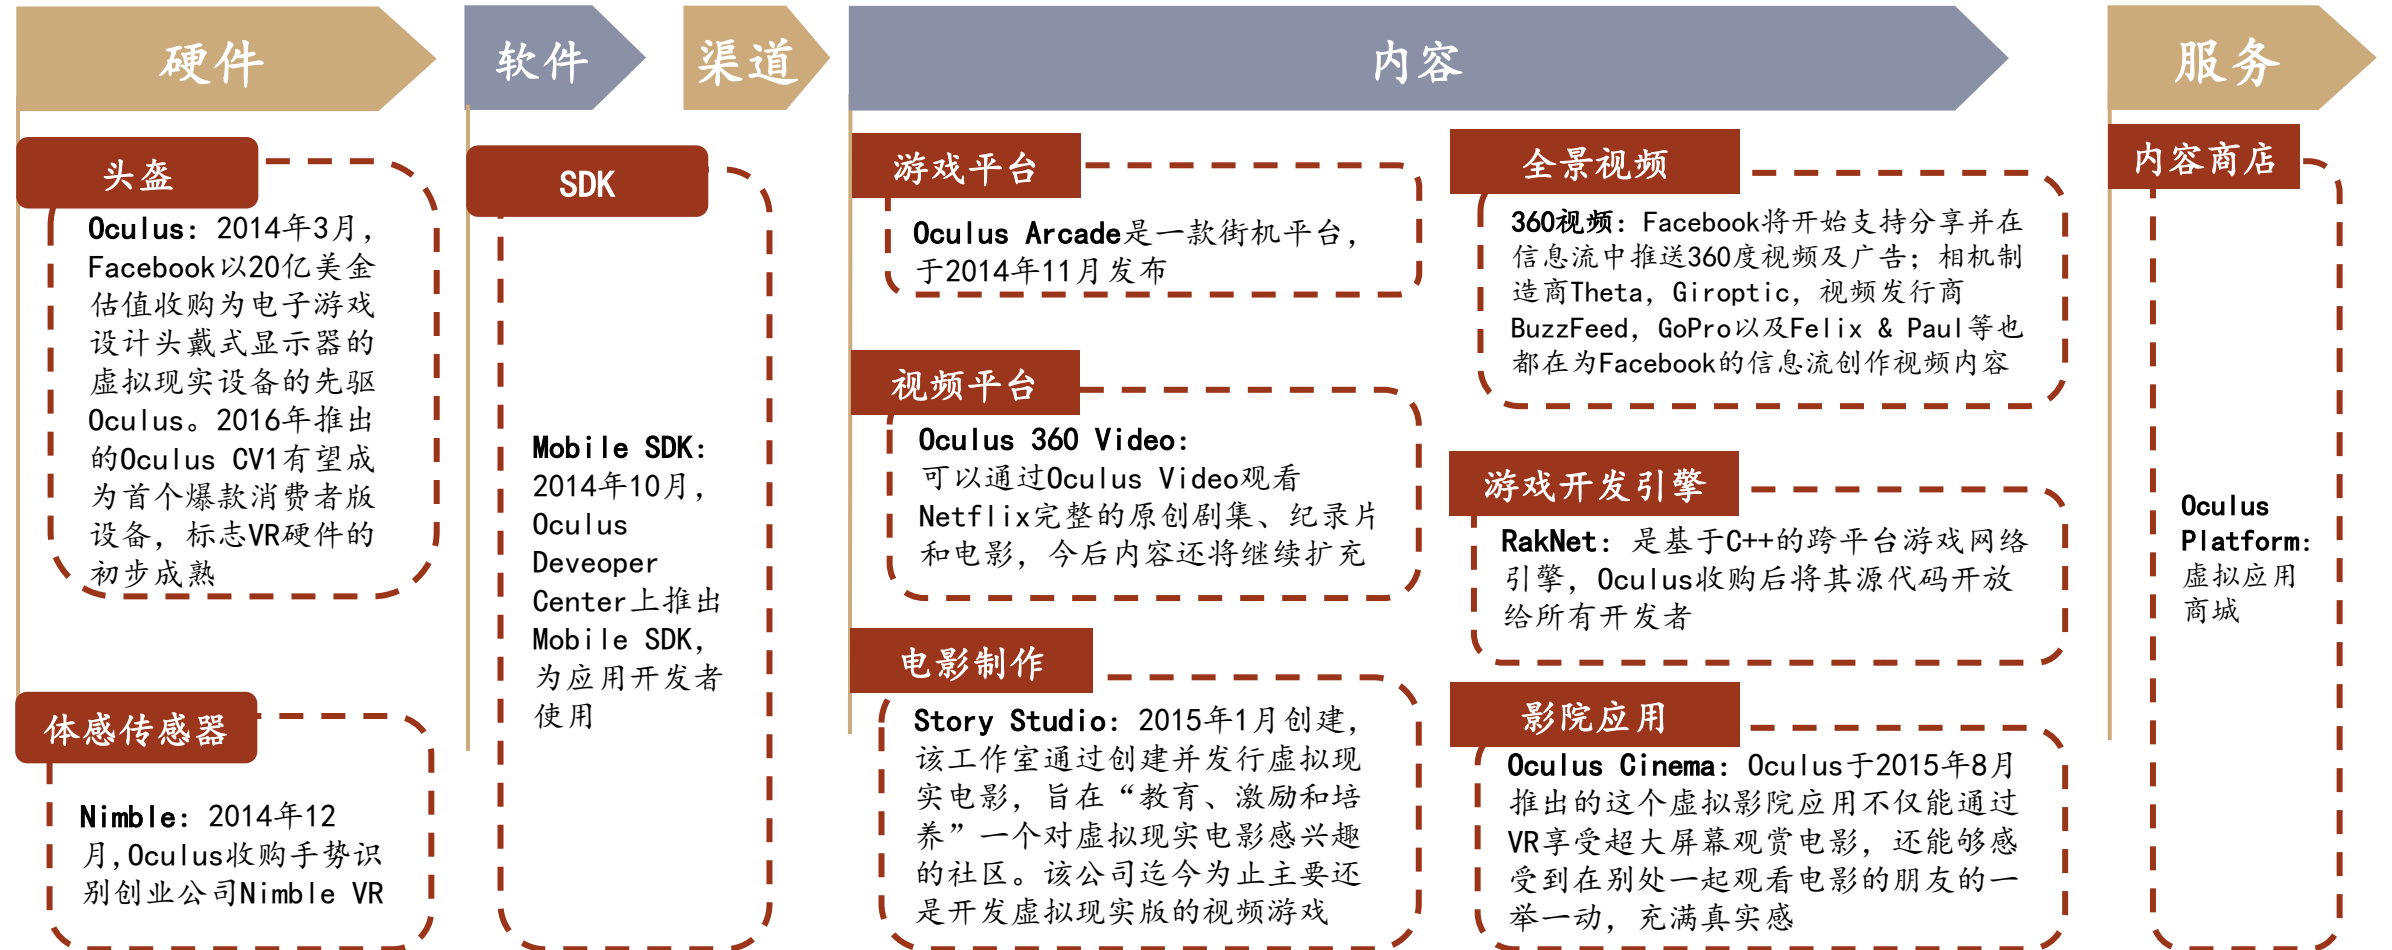 硬件
软件
渠道
内容
服务
头盔
Oculus: 2014年3月,
Facebook以20亿美金
估值收购为电子游戏
设计头戴式显示器的
虚拟现实设备的先驱
Oculus。2016年推出
的Oculus CV1有望成
为首个爆款消费者版
设备, 标志VR硬件的
初步成熟
体感传感器
Nimble: 2014年12
月,Oculus收购手势识
别创业公司Nimble VR
SDK
Mobile SDK:
2014年10月,
Oculus
Deveoper
Center上推出
Mobile SDK,
为应用开发者
使用
游戏平台
Oculus Arcade是一款街机平台,
于2014年11月发布
视频平台
Oculus 360 Video:
可以通过Oculus Video观看
Netflix完整的原创剧集、纪录片
和电影, 今后内容还将继续扩充
电影制作
Story Studio: 2015年1月创建,
该工作室通过创建并发行虚拟现
实电影, 旨在“教育、激励和培
养”一个对虚拟现实电影感兴趣
的社区。该公司迄今为止主要还
是开发虚拟现实版的视频游戏
全景视频
360视频: Facebook将开始支持分享并在
信息流中推送360度视频及广告; 相机制
造商Theta, Giroptic, 视频发行商
BuzzFeed, GoPro以及Felix & Paul等也
都在为Facebook的信息流创作视频内容
游戏开发引擎
RakNet: 是基于C++的跨平台游戏网络
引擎, Oculus收购后将其源代码开放
给所有开发者
影院应用
Oculus Cinema: Oculus于2015年8月
推出的这个虚拟影院应用不仅能通过
VR享受超大屏幕观赏电影, 还能够感
受到在别处一起观看电影的朋友的一
举一动, 充满真实感
内容商店
Oculus
Platform:
虚拟应用
商城